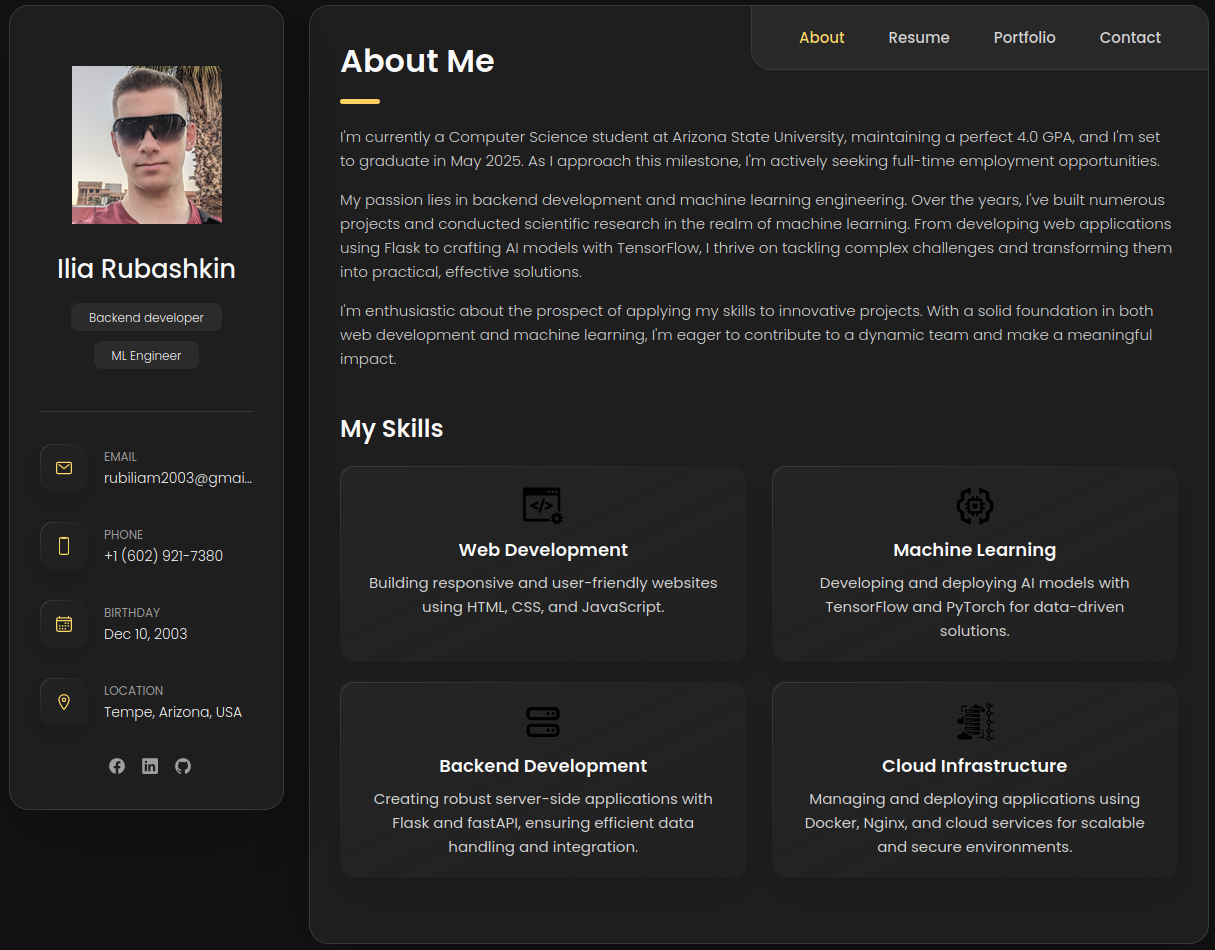 Ilia Rubashkin
Backend developer
ML Engineer
EMAIL
rubiliam2003@gmai...
PHONE
+1 (602) 921-7380
BIRTHDAY
Dec 10, 2003
LOCATION
Tempe, Arizona, USA
About Resume Portfolio Contact
About Me
I'm currently a Computer Science student at Arizona State University, maintaining a perfect 4.0 GPA, and I'm set
to graduate in May 2025. As I approach this milestone, I'm actively seeking full-time employment opportunities.
My passion lies in backend development and machine learning engineering. Over the years, I've built numerous
projects and conducted scientific research in the realm of machine learning. From developing web applications
using Flask to crafting AI models with TensorFlow, I thrive on tackling complex challenges and transforming them
into practical, effective solutions.
I'm enthusiastic about the prospect of applying my skills to innovative projects. With a solid foundation in both
web development and machine learning, I'm eager to contribute to a dynamic team and make a meaningful
impact.
My Skills
Web Development
Building responsive and user-friendly websites
using HTML, CSS, and JavaScript.
Machine Learning
Developing and deploying AI models with
TensorFlow and PyTorch for data-driven
solutions.
Backend Development
Creating robust server-side applications with
Flask and fastAPI, ensuring efficient data
handling and integration.
Cloud Infrastructure
Managing and deploying applications using
Docker, Nginx, and cloud services for scalable
and secure environments.